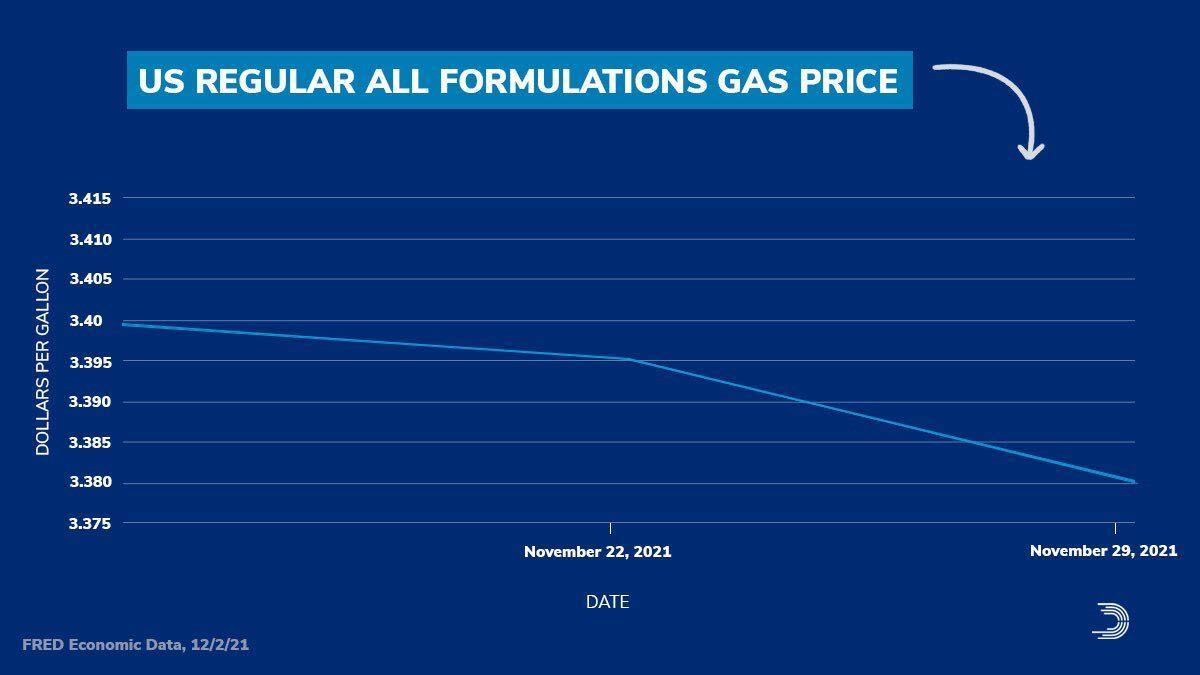 US REGULAR ALL FORMULATIONS GAS PRICE
3.415
3.410
3.405
3.40
3.395
3.390
3.385
3.380
3.375
DOLLARS PER GALLON
November 22, 2021
November 29, 2021
DATE
FRED Economic Data, 12/2/21